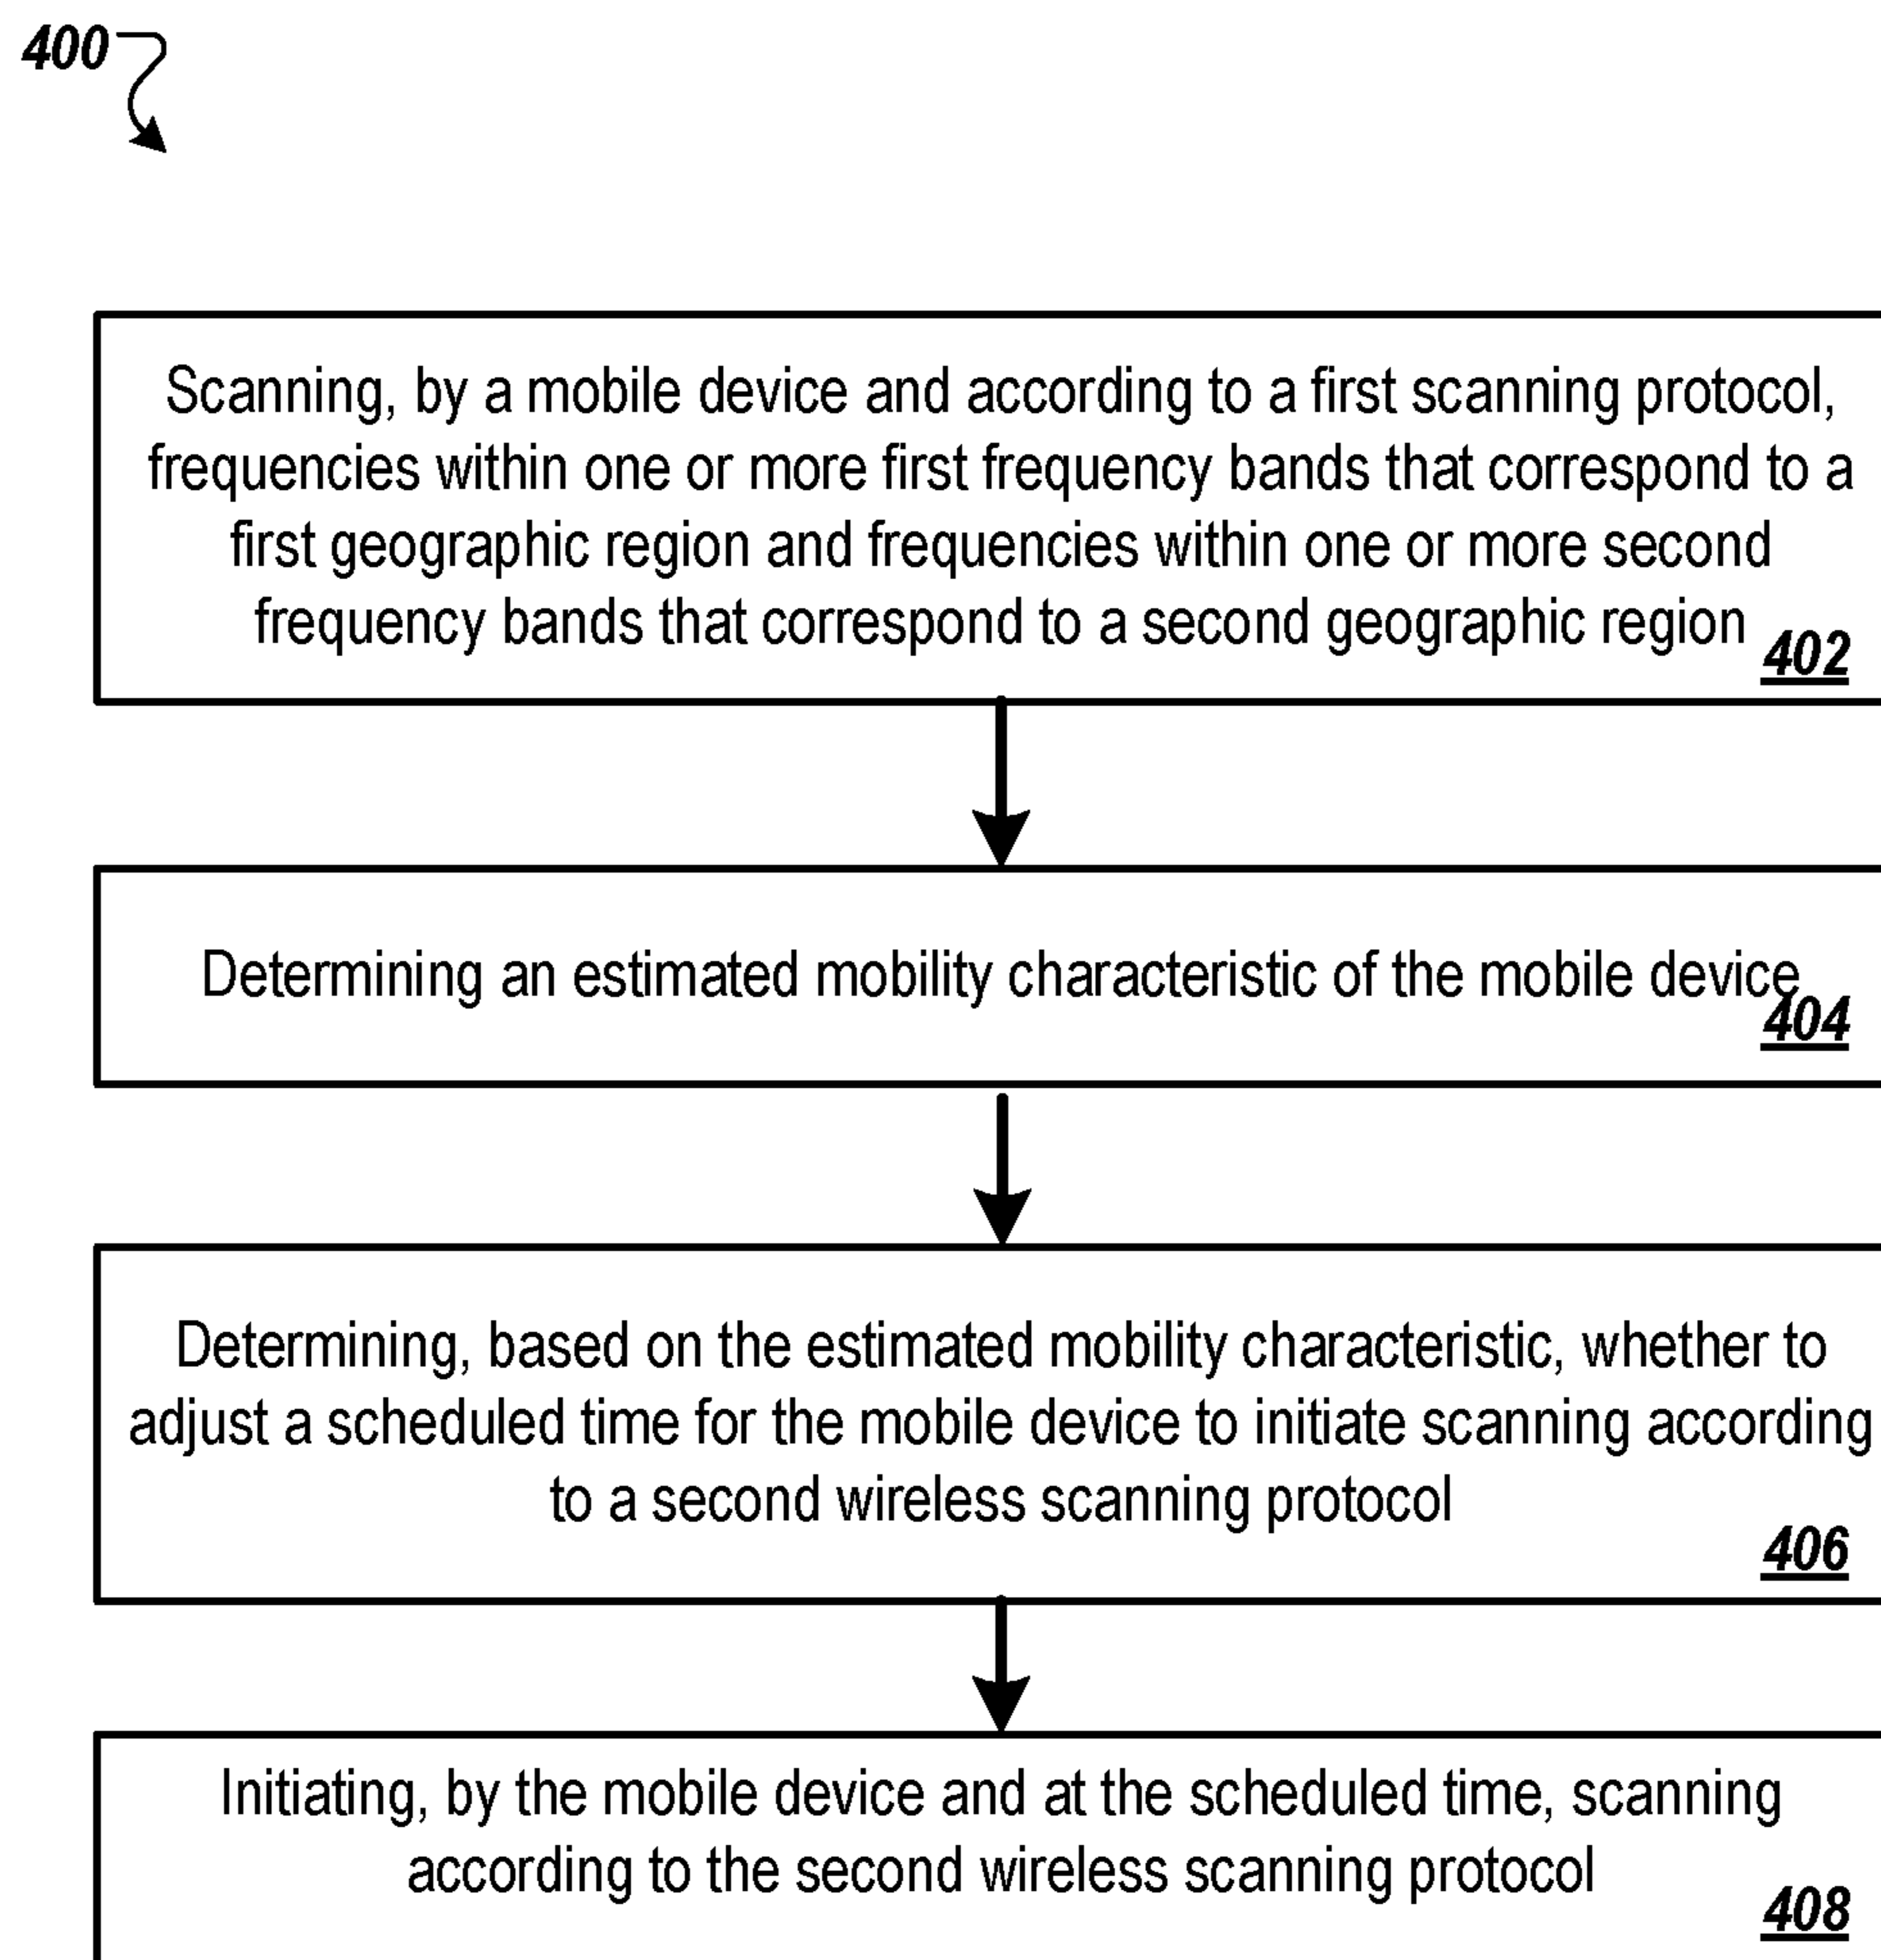 400
Scanning, by a mobile device and according to a first scanning protocol,
frequencies within one or more first frequency bands that correspond to a
first geographic region and frequencies within one or more second
frequency bands that correspond to a second geographic region
402
Determining an estimated mobility characteristic of the mobile device
404
Determining, based on the estimated mobility characteristic, whether to
adjust a scheduled time for the mobile device to initiate scanning according
to a second wireless scanning protocol
406
Initiating, by the mobile device and at the scheduled time, scanning
according to the second wireless scanning protocol
408